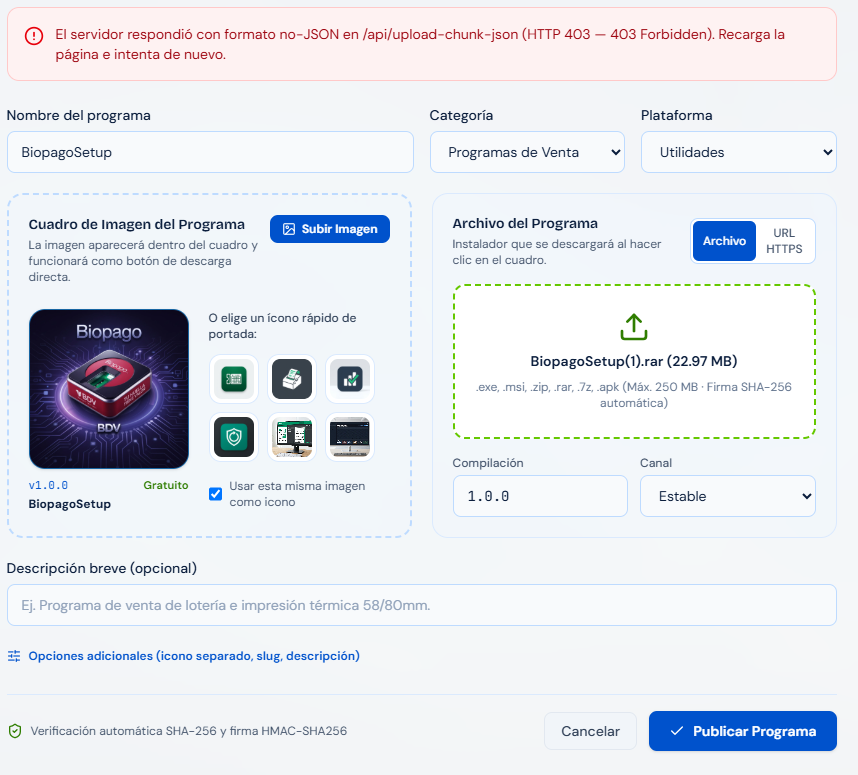 El servidor respondió con formato no-JSON en /api/upload-chunk-json (HTTP 403 — 403 Forbidden). Recarga la
página e intenta de nuevo.
Nombre del programa
Categoría
Plataforma
BiopagoSetup
Programas de Venta
Utilidades
Cuadro de Imagen del Programa
La imagen aparecerá dentro del cuadro y
funcionará como botón de descarga
directa.
Subir Imagen
Biopago
BDV
BDV
v1.0.0
Gratuito
BiopagoSetup
O elige un ícono rápido de
portada:
Usar esta misma imagen
como icono
Archivo del Programa
Instalador que se descargará al hacer
clic en el cuadro.
Archivo
URL
HTTPS
BiopagoSetup(1).rar (22.97 MB)
.exe, .msi, .zip, .rar, .7z, .apk (Máx. 250 MB · Firma SHA-256
automática)
Compilación
Canal
1.0.0
Estable
Descripción breve (opcional)
Ej. Programa de venta de lotería e impresión térmica 58/80mm.
Opciones adicionales (icono separado, slug, descripción)
Verificación automática SHA-256 y firma HMAC-SHA256
Cancelar
Publicar Programa